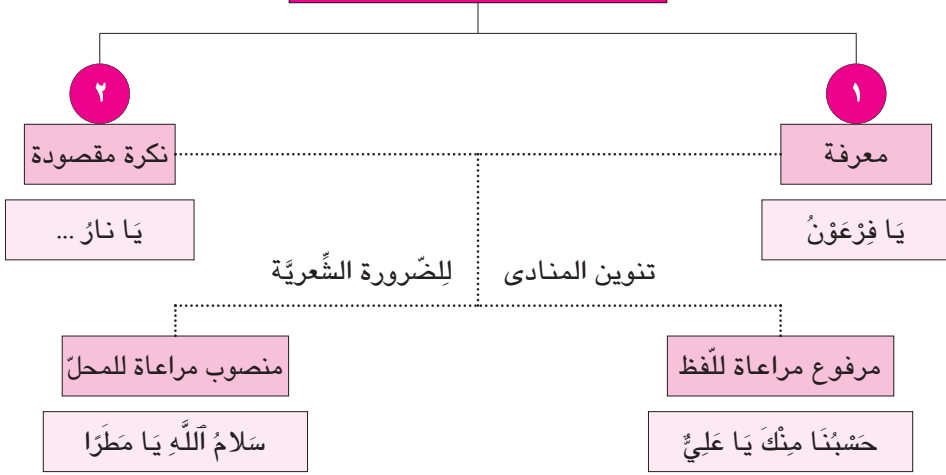 ١
٢
معرفة
نكرة مقصودة
يَا فِرْعَوْنُ
يَا نارُ ...
تنوين المنادى لِلضّرورة الشِّعريَّة
مرفوع مراعاة للّفظ
منصوب مراعاة للمحلّ
حَسْبُنَا مِنْكَ يَا عَلِيٌّ
سَلامُ ٱللَّهِ يَا مَطَرًا